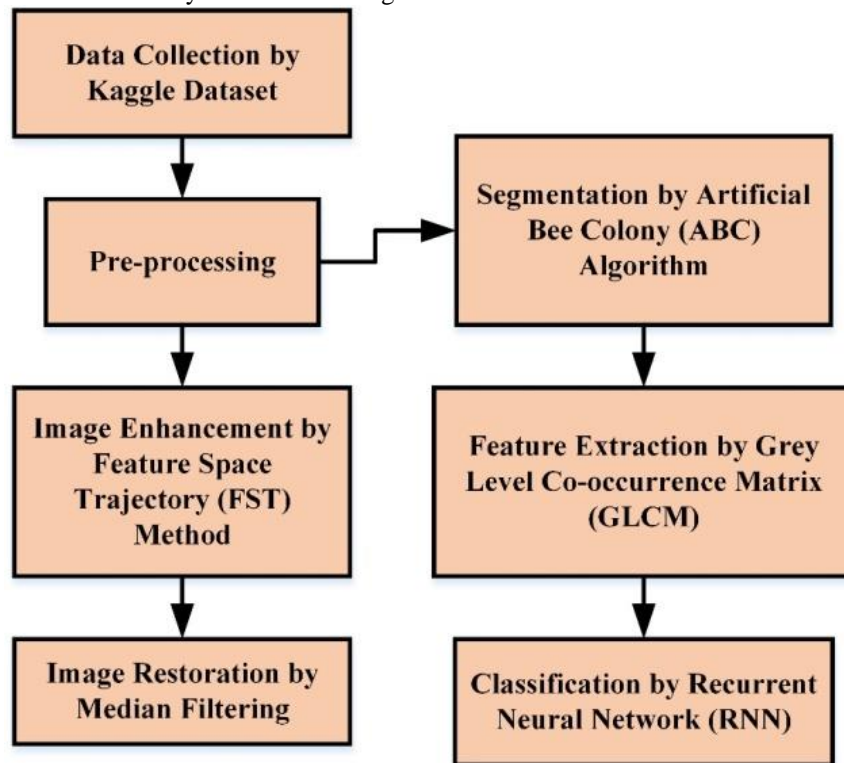 Data Collection by
Kaggle Dataset
Pre-processing
Image Enhancement by
Feature Space
Trajectory (FST)
Method
Image Restoration by
Median Filtering
Segmentation by Artificial
Bee Colony (ABC)
Algorithm
Feature Extraction by Grey
Level Co-occurrence Matrix
(GLCM)
Classification by Recurrent
Neural Network (RNN)